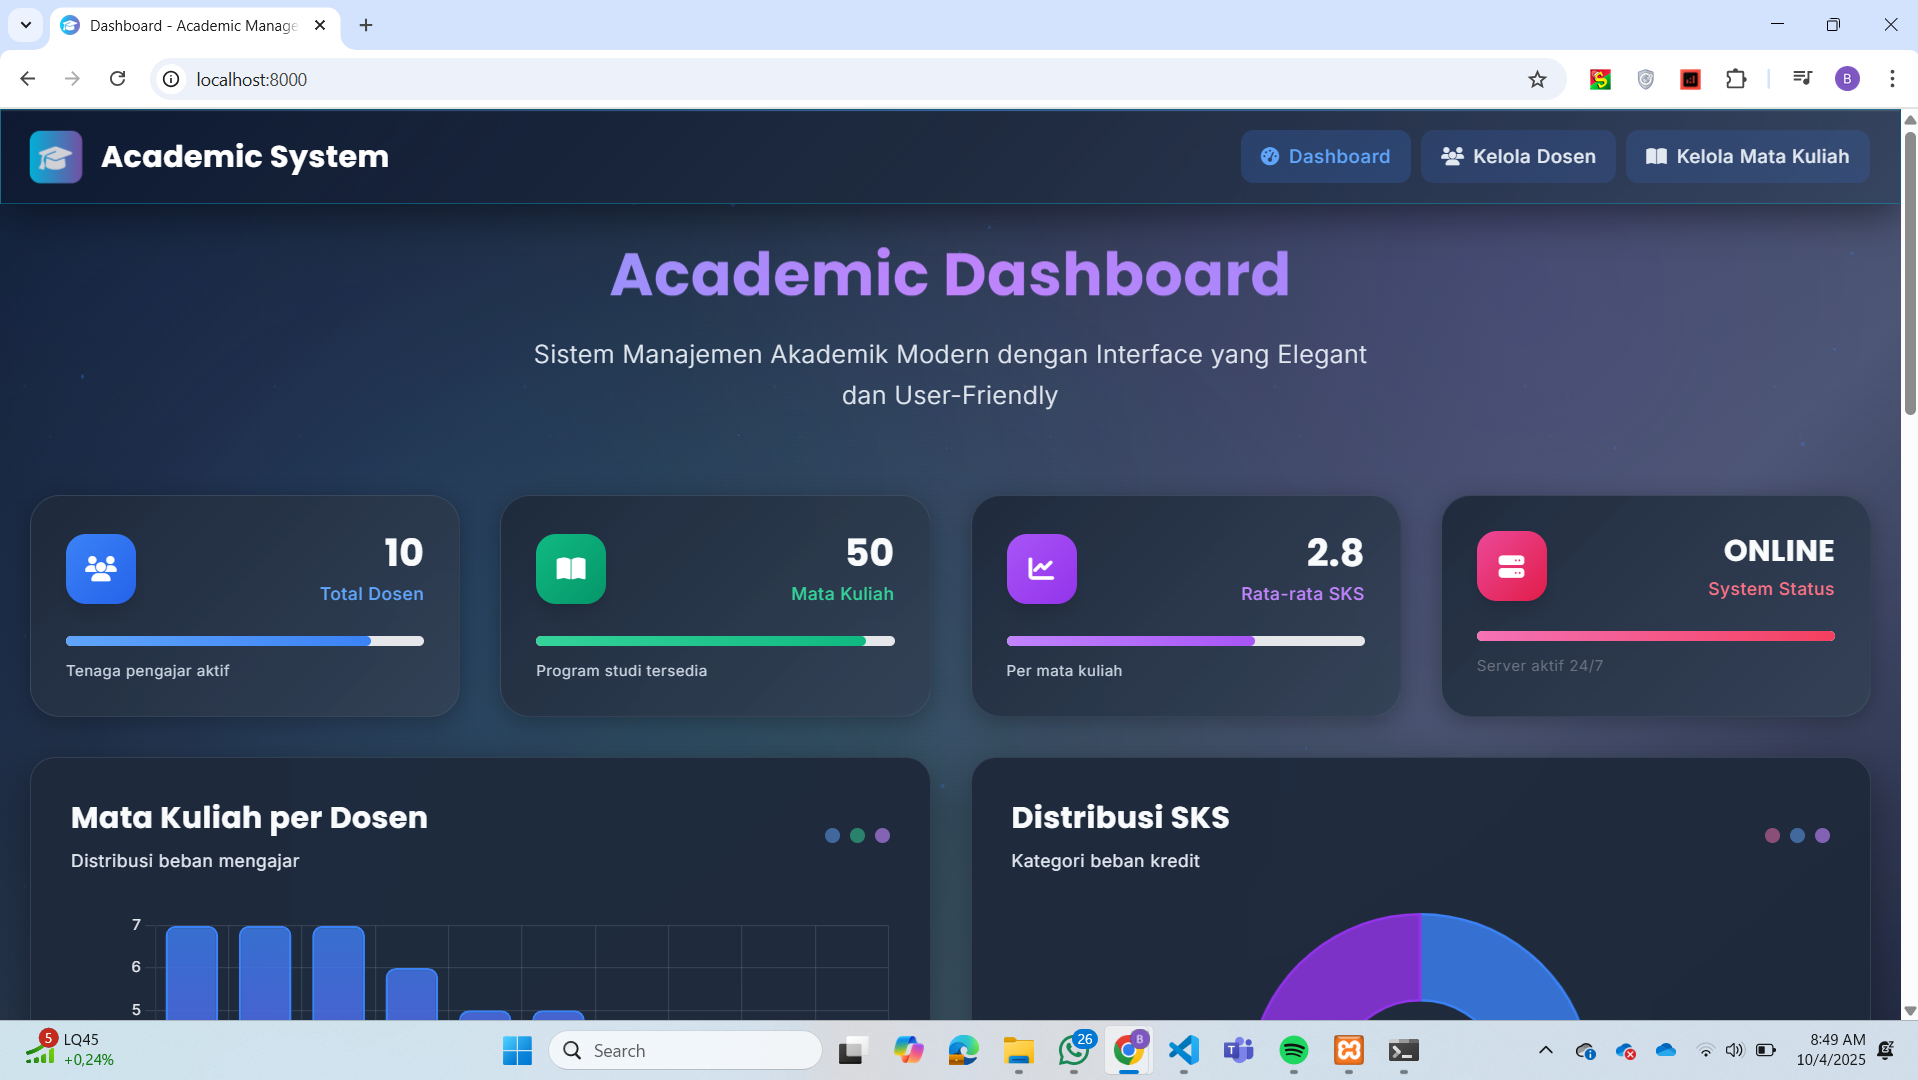 Dashboard - Academic Manage
localhost:8000
B
Academic System
Dashboard
Kelola Dosen
Kelola Mata Kuliah
Academic Dashboard
Sistem Manajemen Akademik Modern dengan Interface yang Elegant
dan User-Friendly
10
Total Dosen
Tenaga pengajar aktif
50
Mata Kuliah
Program studi tersedia
2.8
Rata-rata SKS
Per mata kuliah
ONLINE
System Status
Server aktif 24/7
Mata Kuliah per Dosen
Distribusi beban mengajar
7
6
5
Distribusi SKS
Kategori beban kredit
5
LQ45
+0,24%
Search
26
B
8:49 AM
10/4/2025